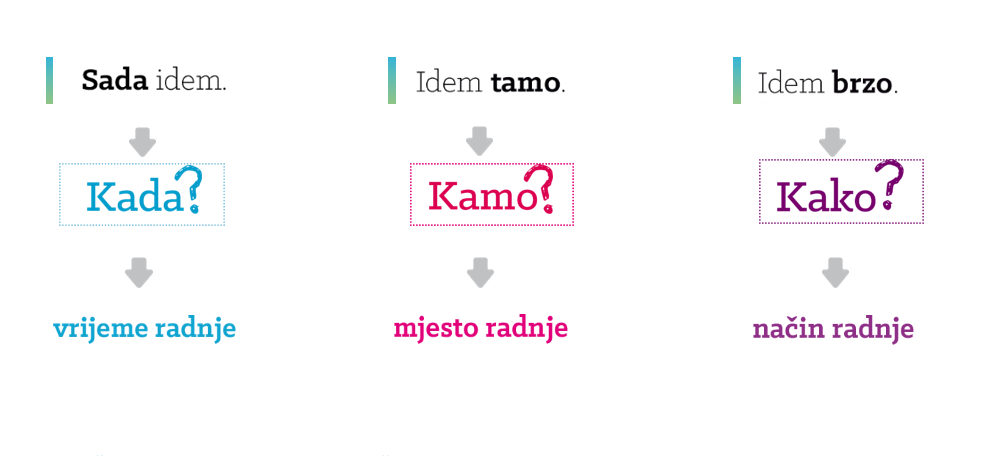 Sada idem.
Idem tamo.
Idem brzo.
Kada?
Kamo?
Kako?
vrijeme radnje
mjesto radnje
način radnje